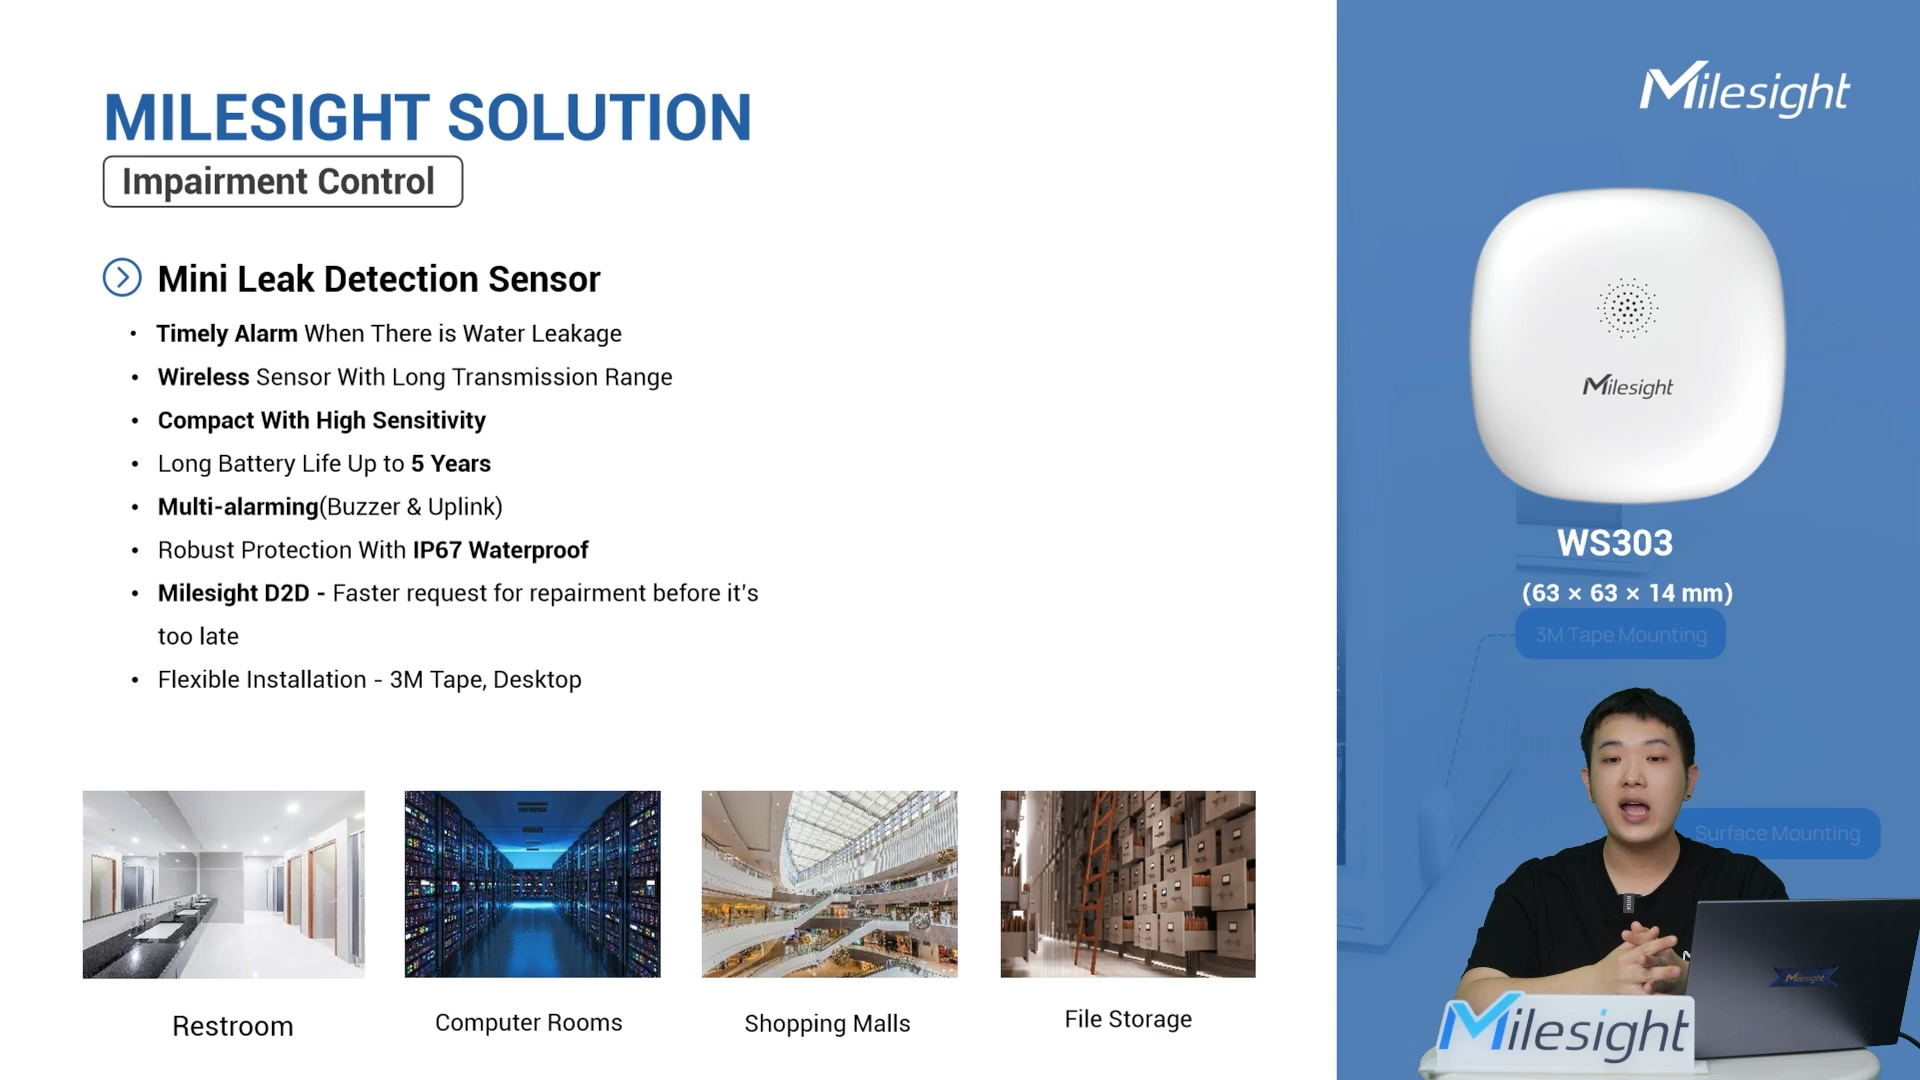 MILESIGHT SOLUTION
Impairment Control
Mini Leak Detection Sensor
• Timely Alarm When There is Water Leakage
• Wireless Sensor With Long Transmission Range
• Compact With High Sensitivity
• Long Battery Life Up to 5 Years
• Multi-alarming(Buzzer & Uplink)
• Robust Protection With IP67 Waterproof
• Milesight D2D - Faster request for repairment before it's
too late
• Flexible Installation - 3M Tape, Desktop
Restroom
Computer Rooms
Shopping Malls
File Storage
Milesight
Milesight
WS303
(63 × 63 × 14 mm)
3M Tape Mounting
Surface Mounting
Milesight
Milesight